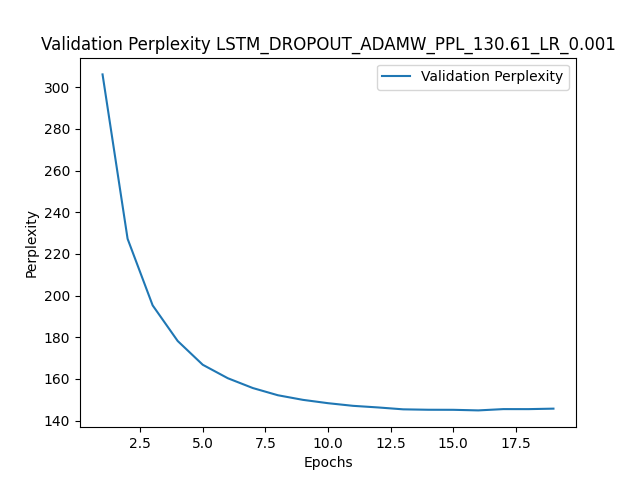 Validation Perplexity LSTM_DROPOUT_ADAMW_PPL_130.61_LR_0.001
Validation Perplexity
300
280
260
240
220
200
180
160
140
Perplexity
2.5 5.0 7.5 10.0 12.5 15.0 17.5
Epochs